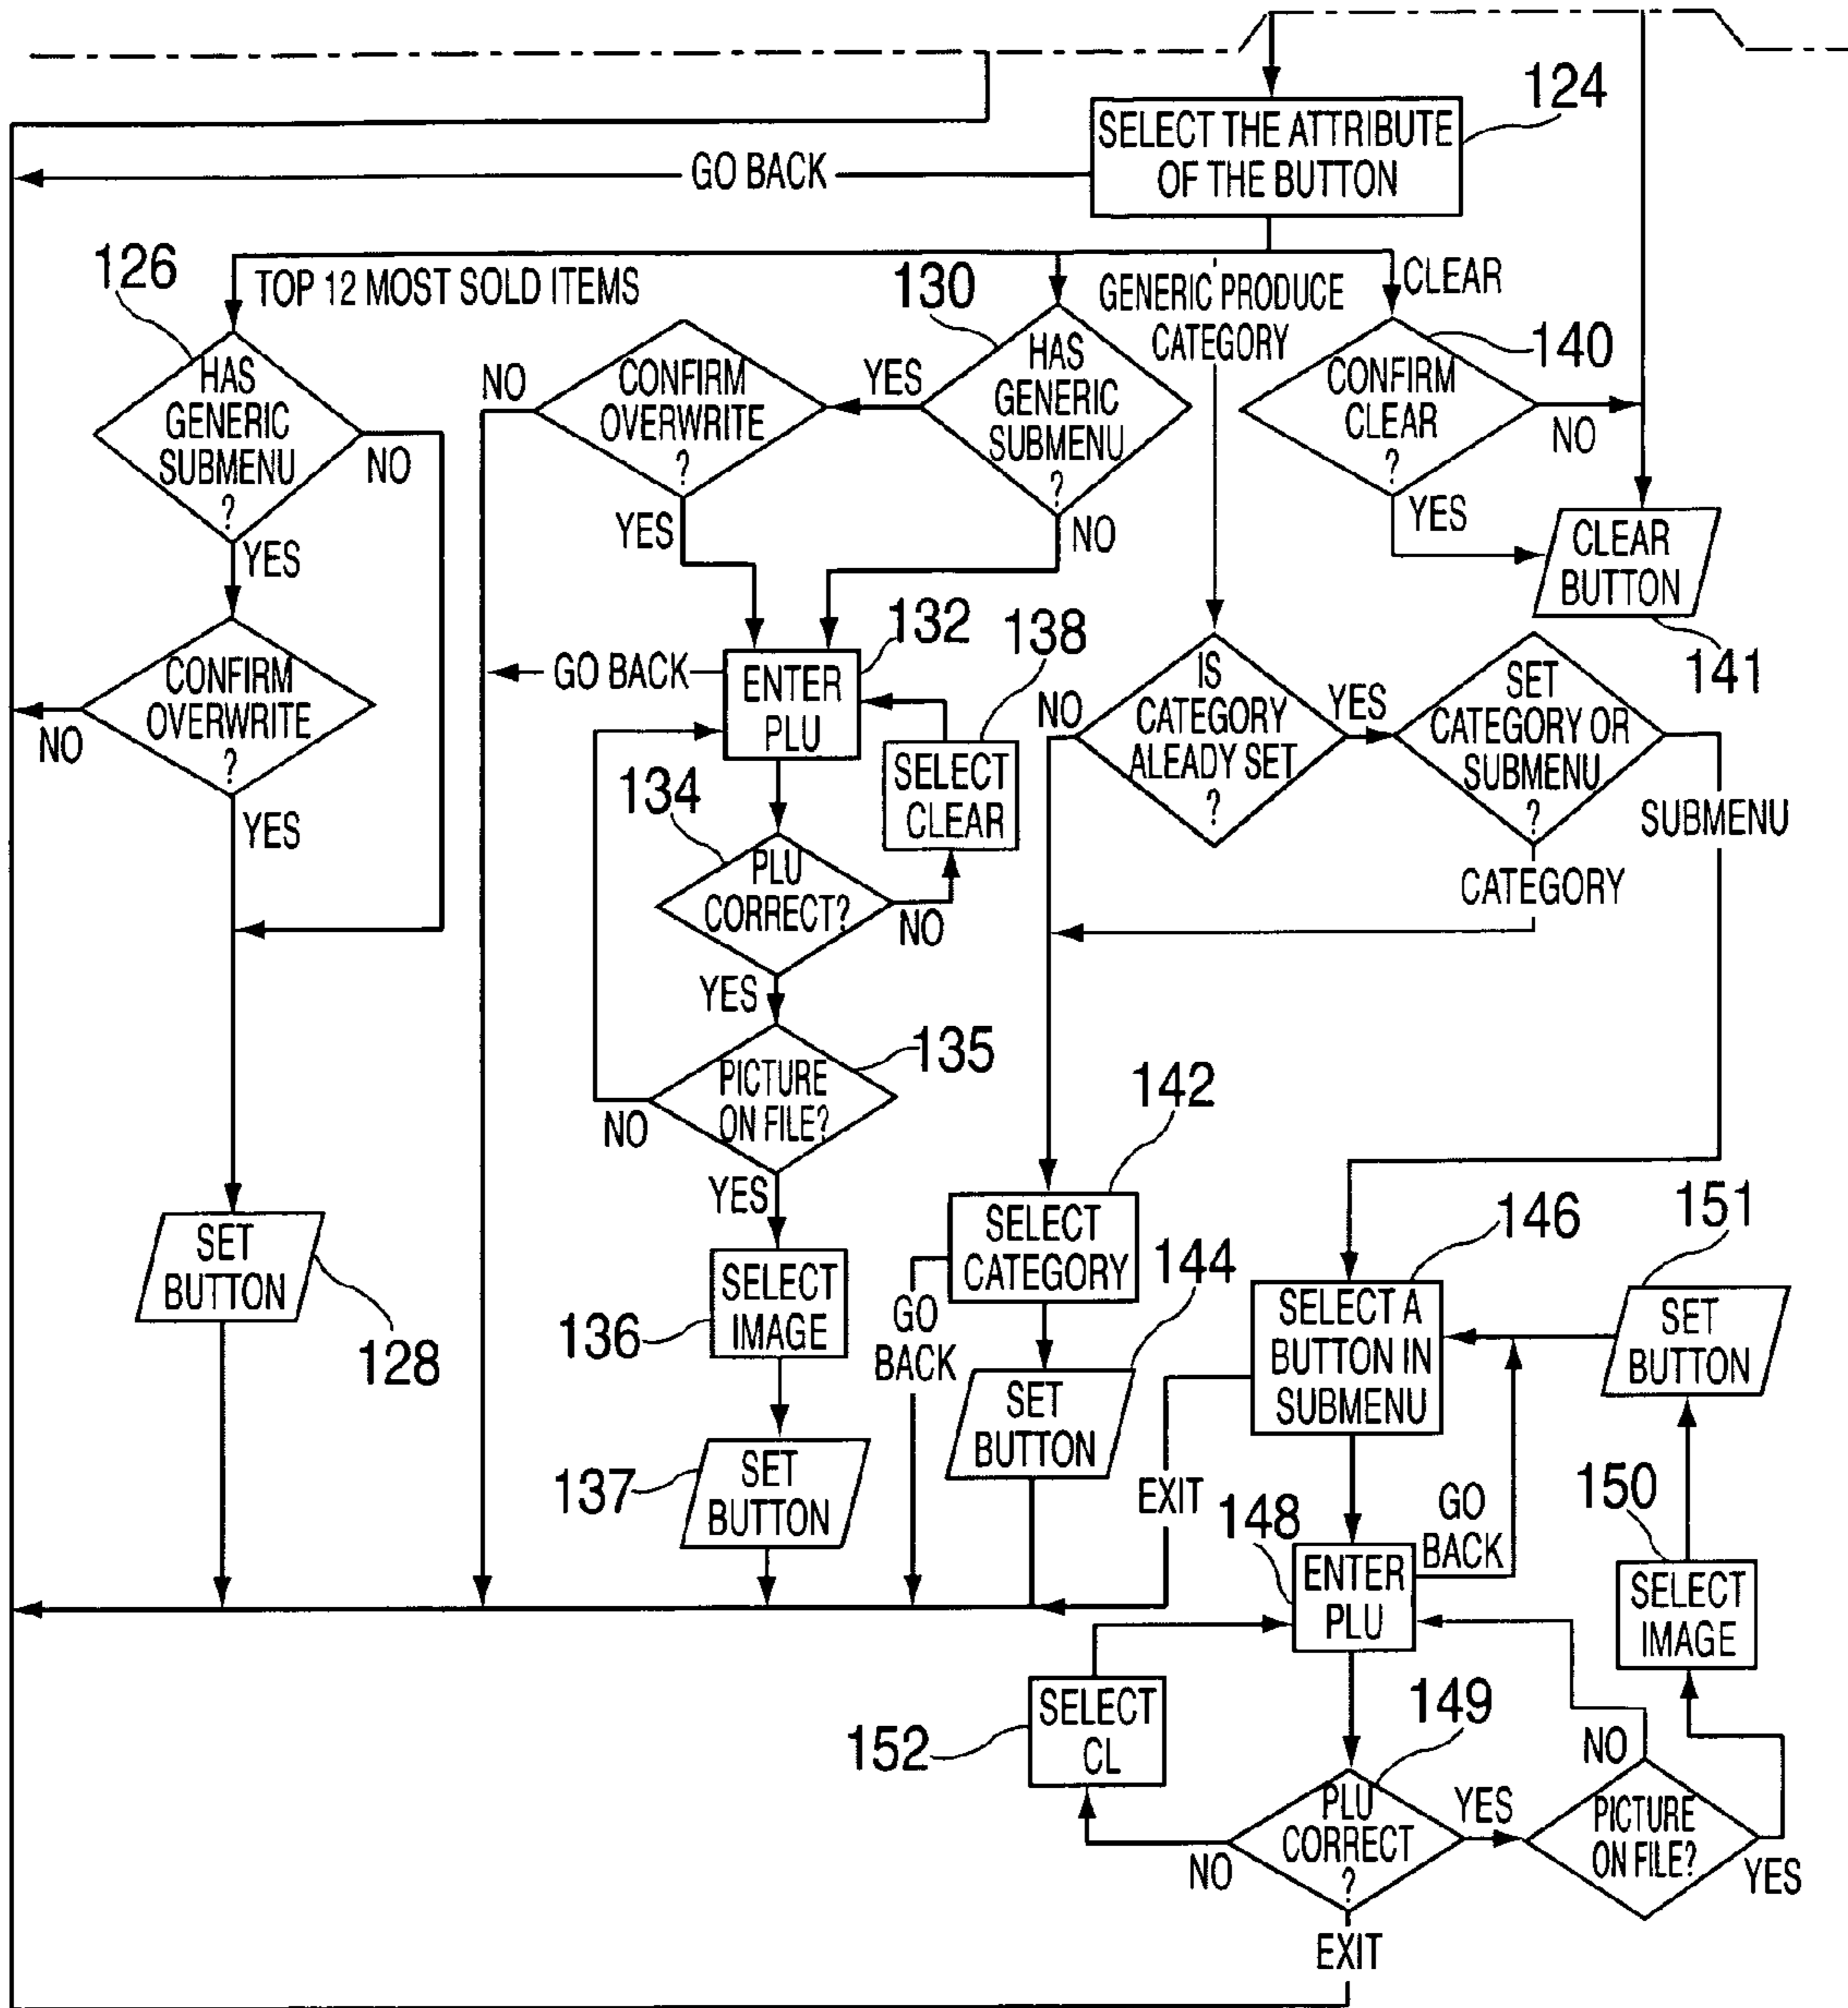 124
SELECT THE ATTRIBUTE
OF THE BUTTON
GO BACK
126
TOP 12 MOST SOLD ITEMS
130
GENERIC PRODUCE
CATEGORY
CLEAR
140
HAS
GENERIC
SUBMENU
?
NO
YES
NO
CONFIRM
OVERWRITE
?
YES
HAS
GENERIC
SUBMENU
?
CONFIRM
CLEAR
?
NO
YES
NO
YES
CLEAR
BUTTON
141
CONFIRM
OVERWRITE
?
NO
YES
132
138
GO BACK
ENTER
PLU
SELECT
CLEAR
NO
IS
CATEGORY
ALEADY SET
?
YES
SET
CATEGORY OR
SUBMENU
?
SUBMENU
CATEGORY
134
PLU
CORRECT?
NO
YES
135
PICTURE
ON FILE?
NO
YES
142
SELECT
CATEGORY
144
GO
BACK
146
151
SET
BUTTON
128
SELECT
IMAGE
136
SELECT A
BUTTON IN
SUBMENU
SET
BUTTON
SET
BUTTON
137
SET
BUTTON
EXIT
148
GO
BACK
150
ENTER
PLU
SELECT
IMAGE
152
SELECT
CL
149
PLU
CORRECT
?
NO
YES
NO
PICTURE
ON FILE?
YES
EXIT